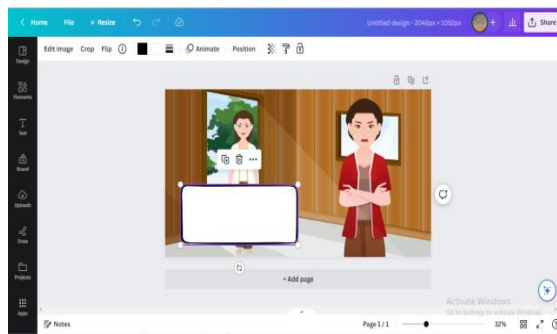 Home File Resize Untitled design - 2048px × 1052px + Share
Edit image Crop Flip Animate Position
Design
Elements
Text
Brand
Uploads
Draw
Projects
Apps
+ Add page
Activate Windows
Go to Settings to activate Windows.
Notes Page 1 / 1 32%